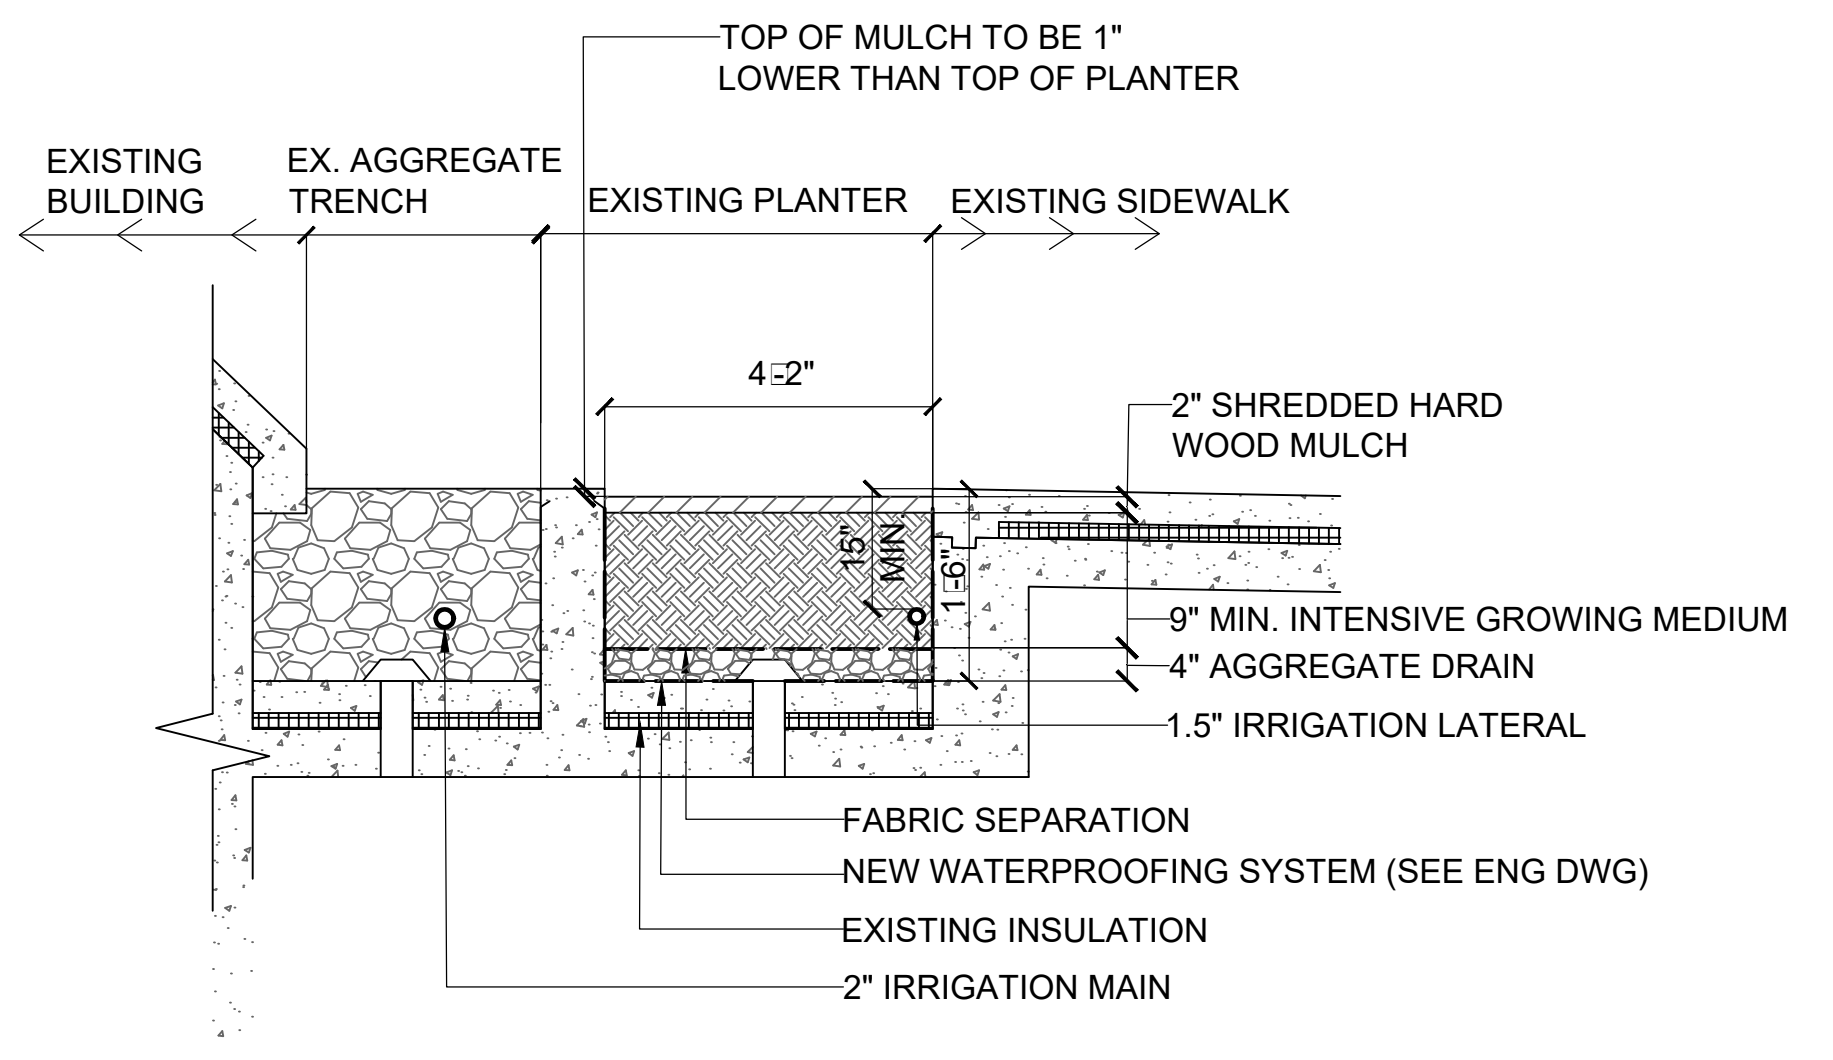 TOP OF MULCH TO BE 1"
LOWER THAN TOP OF PLANTER
EXISTING
BUILDING
EX. AGGREGATE
TRENCH
EXISTING PLANTER
EXISTING SIDEWALK
4□-2"
2" SHREDDED HARD
WOOD MULCH
15"
MIN.
1□-6"
9" MIN. INTENSIVE GROWING MEDIUM
4" AGGREGATE DRAIN
1.5" IRRIGATION LATERAL
FABRIC SEPARATION
NEW WATERPROOFING SYSTEM (SEE ENG DWG)
EXISTING INSULATION
2" IRRIGATION MAIN